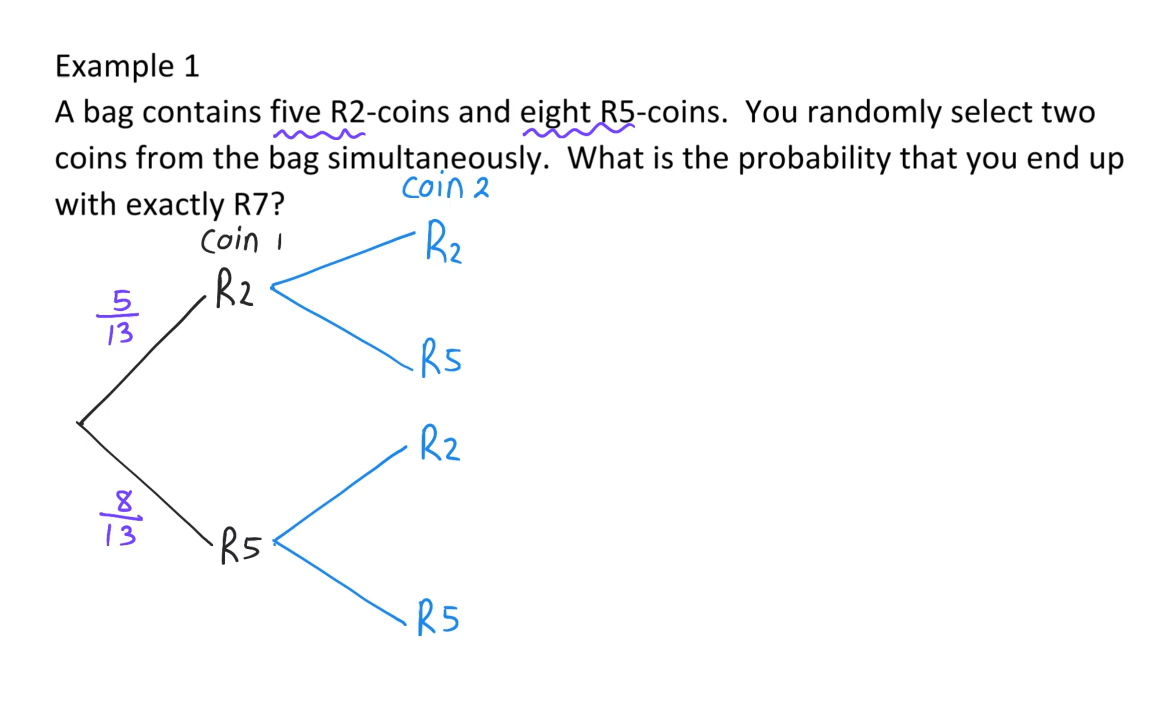 Example 1
A bag contains five R2-coins and eight R5-coins. You randomly select two
coins from the bag simultaneously. What is the probability that you end up
with exactly R7?
Coin 2
Coin 1
R2
R2
5
13
R5
R2
8
13
R5
R5